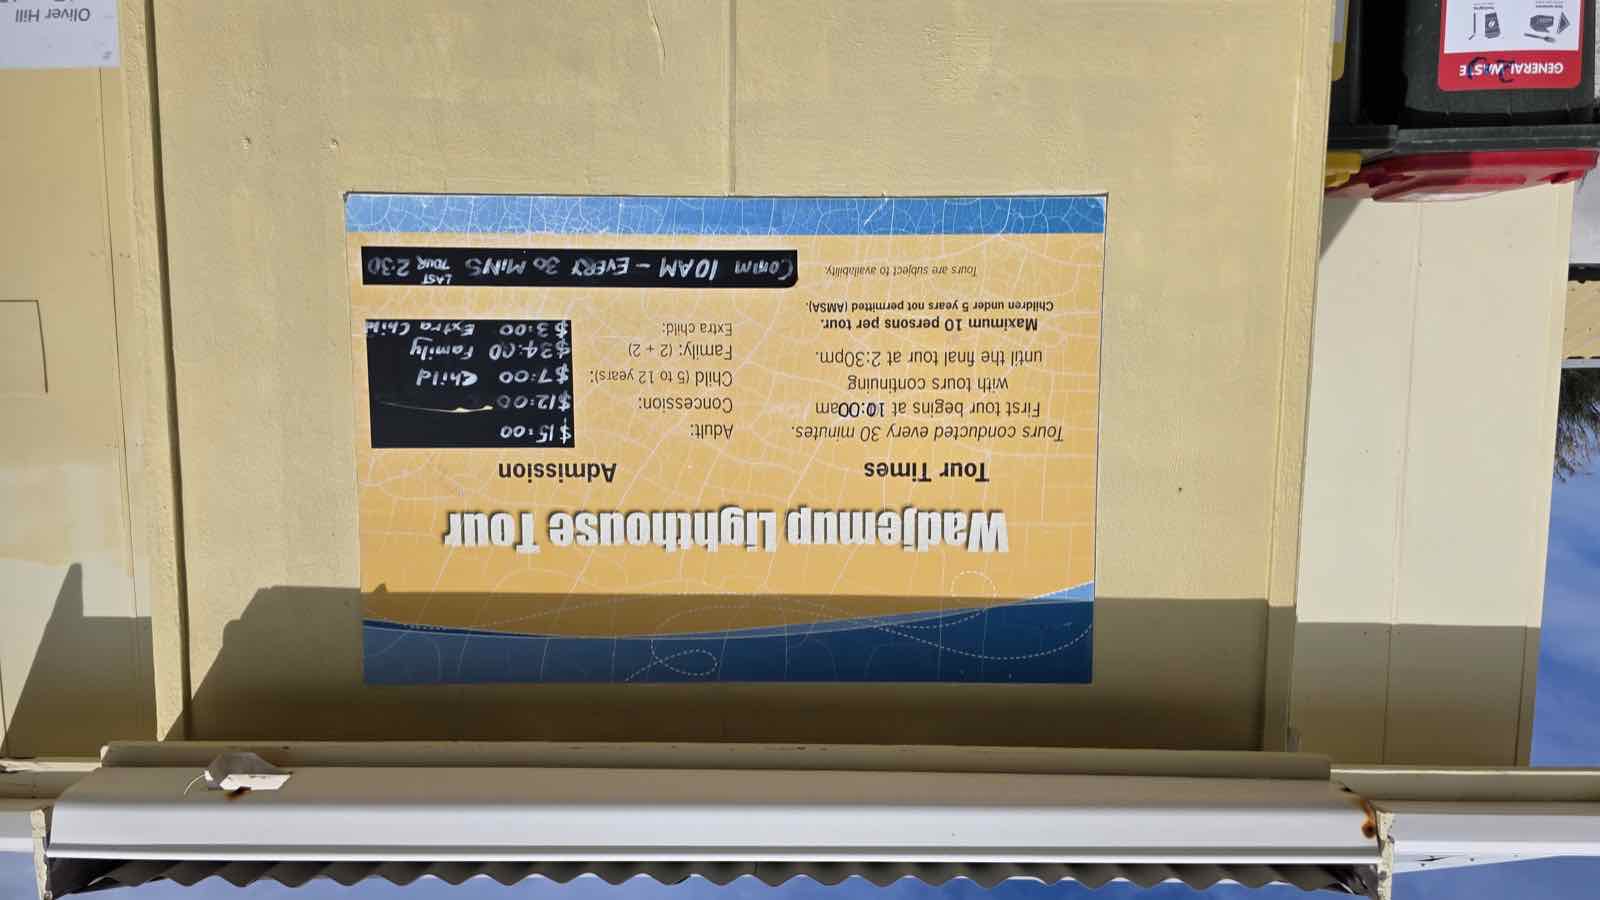 Wadjemup Lighthouse Tour
Tour Times
Tours conducted every 30 minutes.
First tour begins at 10:00am
with tours continuing
until the final tour at 2:30pm.
Maximum 10 persons per tour.
Children under 5 years not permitted (AMSA).
Tours are subject to availability.
Admission
Adult: $15:00
Concession: $12:00
Child (5 to 12 years): $7:00 Child
Family: (2 + 2) $34:00 Family
Extra child: $3:00 Extra Child
Comm 10AM - EVERY 30 MINS LAST TOUR 2:30
GENERAL WASTE
Oliver Hill